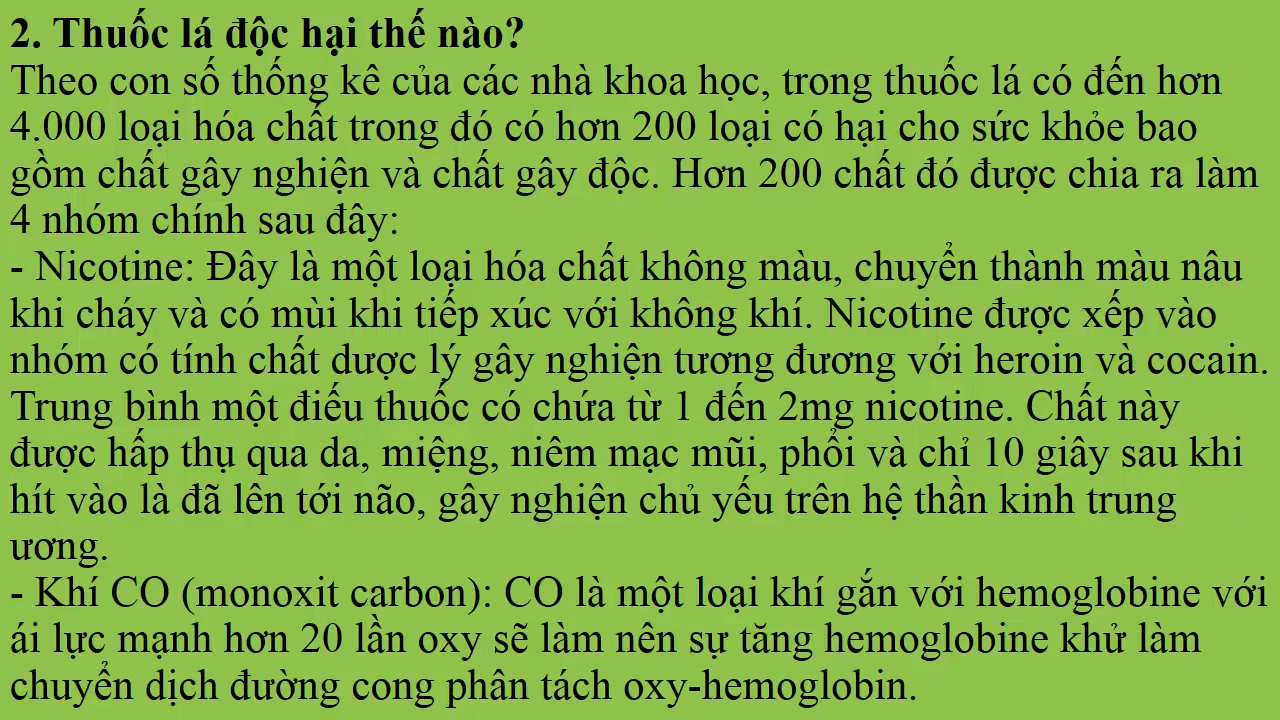 2. Thuốc lá độc hại thế nào?
Theo con số thống kê của các nhà khoa học, trong thuốc lá có đến hơn
4.000 loại hóa chất trong đó có hơn 200 loại có hại cho sức khỏe bao
gồm chất gây nghiện và chất gây độc. Hơn 200 chất đó được chia ra làm
4 nhóm chính sau đây:
- Nicotine: Đây là một loại hóa chất không màu, chuyển thành màu nâu
khi cháy và có mùi khi tiếp xúc với không khí. Nicotine được xếp vào
nhóm có tính chất dược lý gây nghiện tương đương với heroin và cocain.
Trung bình một điếu thuốc có chứa từ 1 đến 2mg nicotine. Chất này
được hấp thụ qua da, miệng, niêm mạc mũi, phổi và chỉ 10 giây sau khi
hít vào là đã lên tới não, gây nghiện chủ yếu trên hệ thần kinh trung
ương.
- Khí CO (monoxit carbon): CO là một loại khí gắn với hemoglobine với
ái lực mạnh hơn 20 lần oxy sẽ làm nên sự tăng hemoglobine khử làm
chuyển dịch đường cong phân tách oxy-hemoglobin.